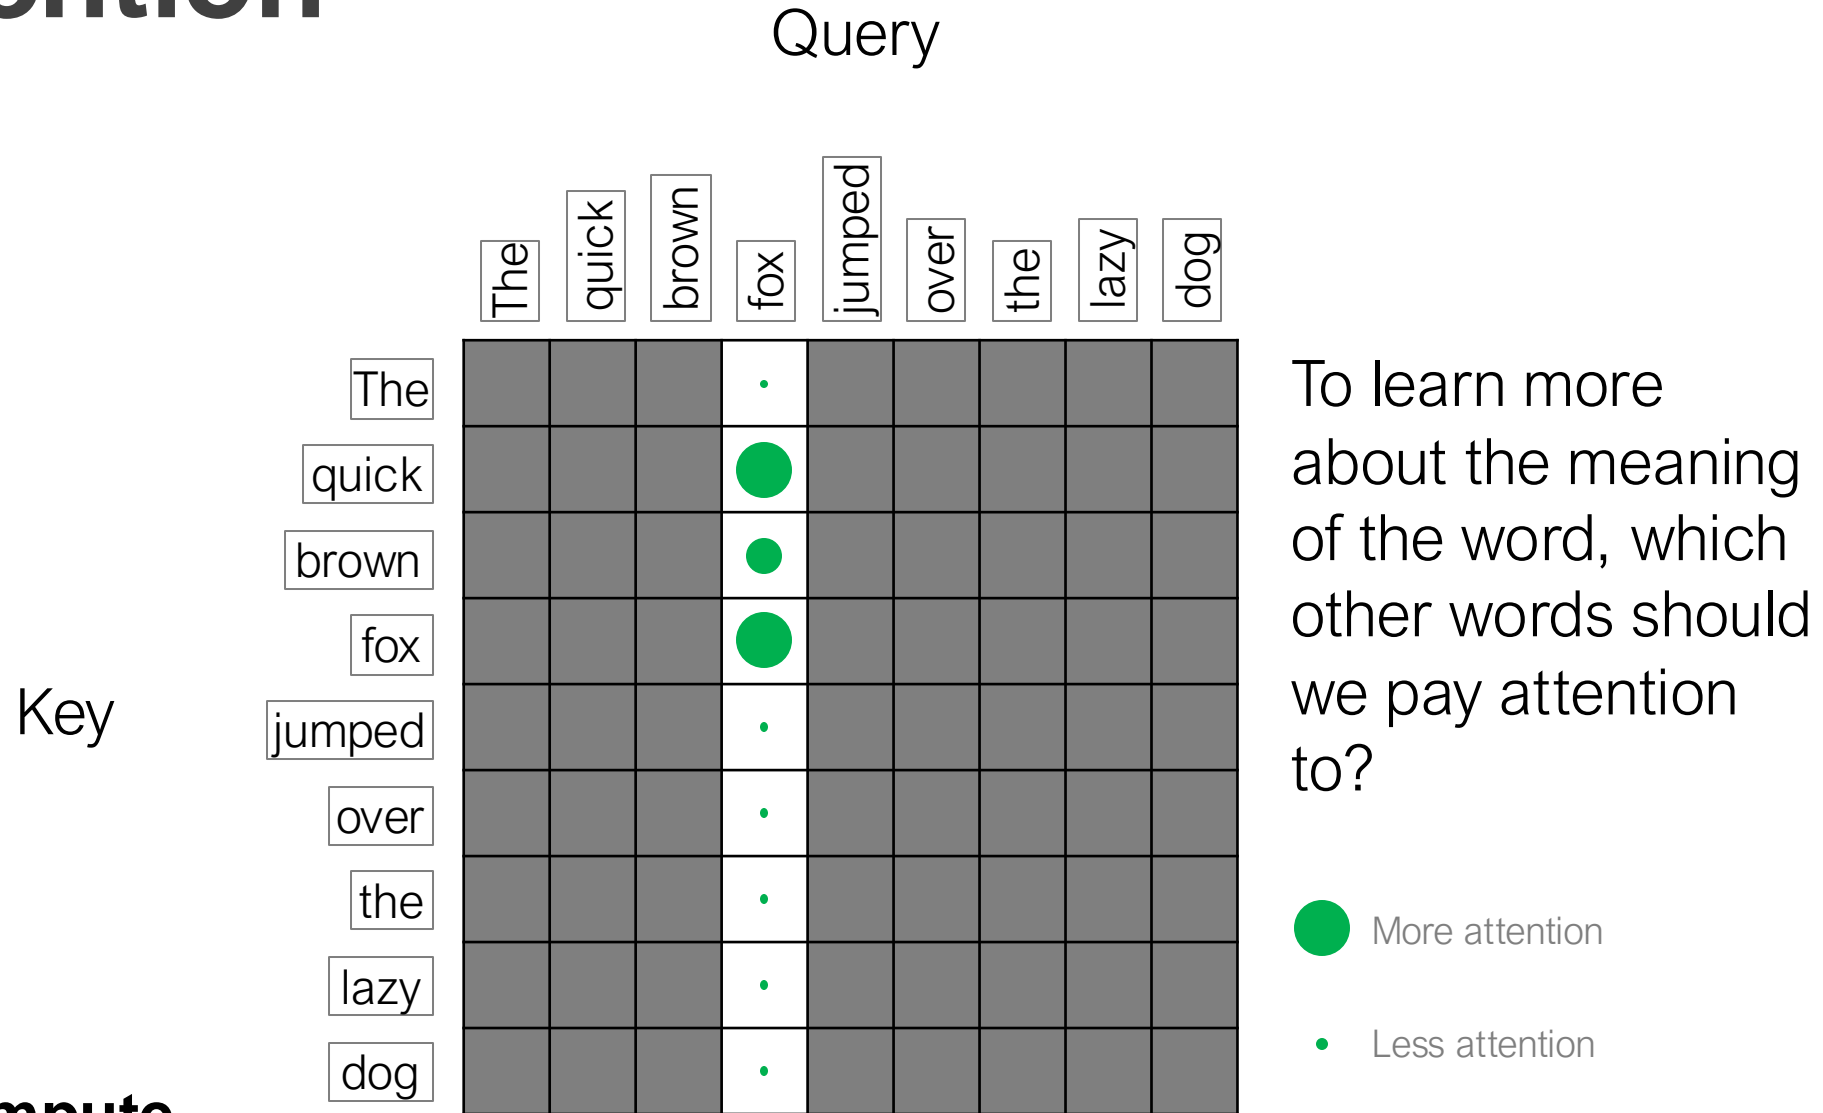 Query
The
quick
brown
fox
jumped
over
the
lazy
dog
The
quick
brown
fox
Key
jumped
over
the
lazy
dog
To learn more
about the meaning
of the word, which
other words should
we pay attention
to?
More attention
Less attention